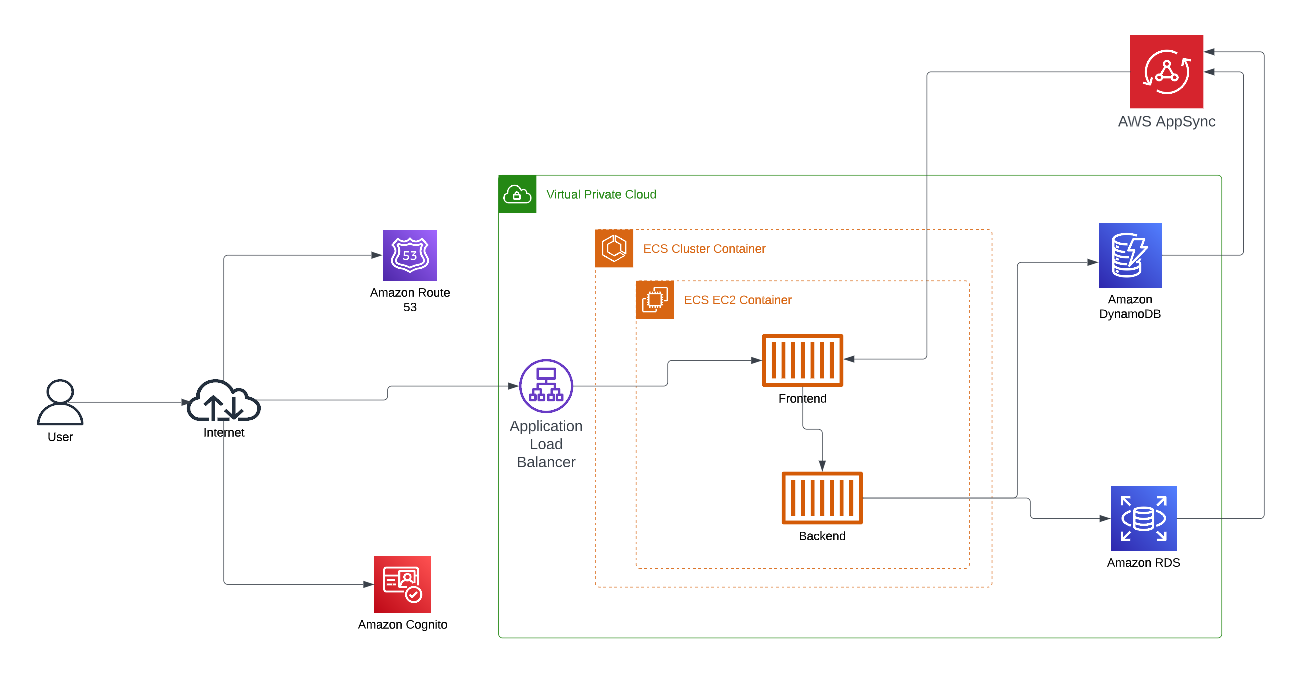 AWS AppSync
Virtual Private Cloud
53
Amazon Route
53
ECS Cluster Container
ECS EC2 Container
Amazon
DynamoDB
Frontend
User
Internet
Application
Load
Balancer
Backend
Amazon RDS
Amazon Cognito